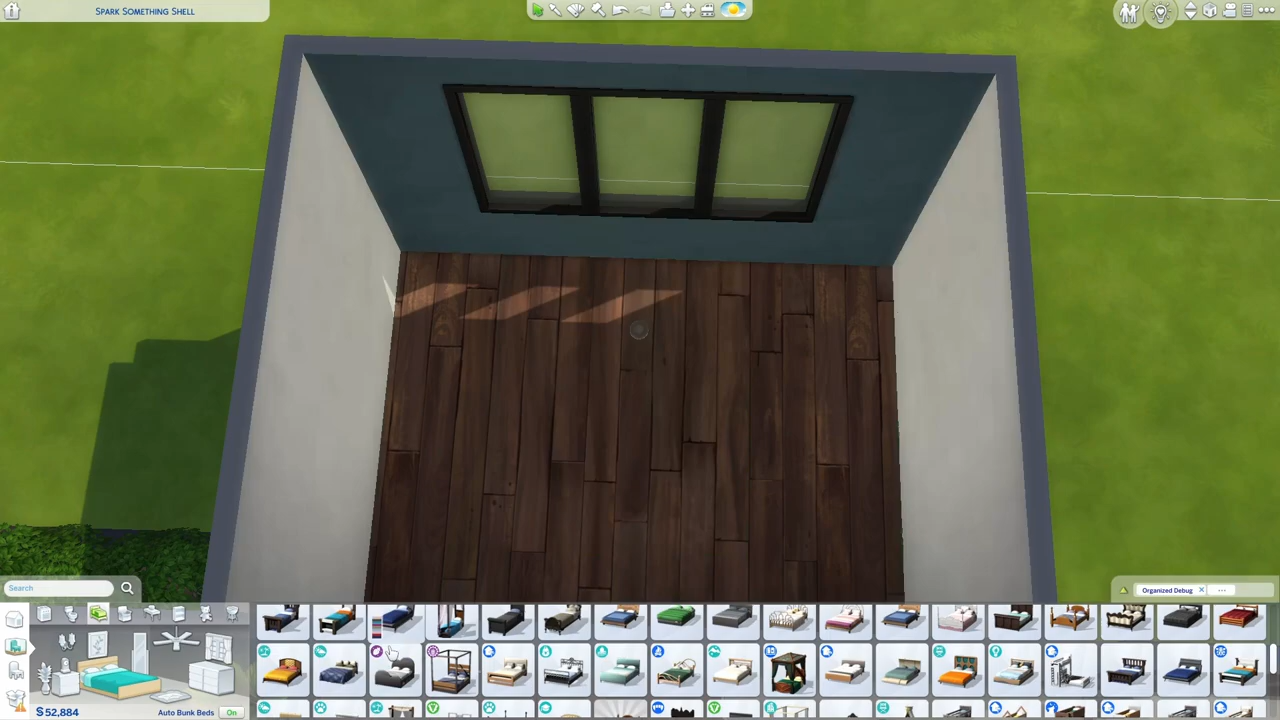 Spark Something Shell
Search
Organized Debug
§52,884
Auto Bunk Beds
On